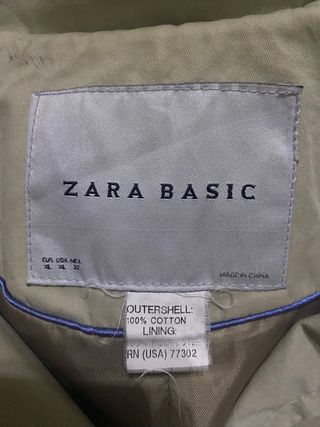 ZARA BASIC
EUR USA MEX
XL XL 32
MADE IN CHINA
OUTERSHELL:
100% COTTON
LINING:
RN (USA) 77302